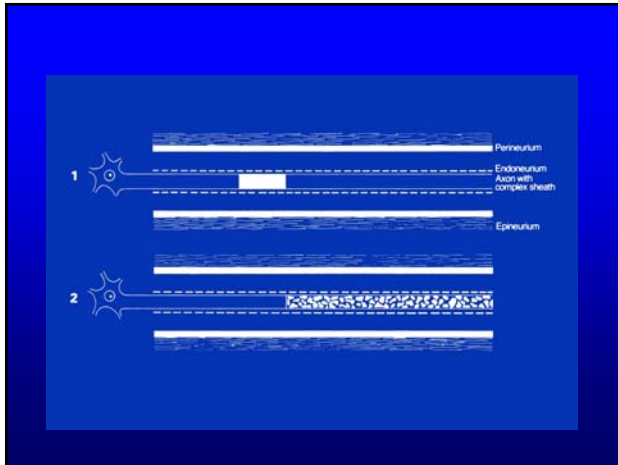 Perineurium
Endoneurium
1
Axon with
complex sheath
Epineurium
2